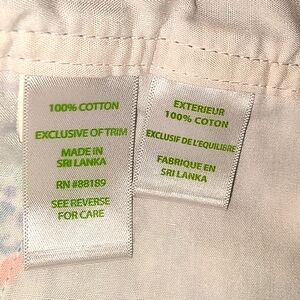 100% COTTON
EXCLUSIVE OF TRIM
MADE IN
SRI LANKA
RN #88189
SEE REVERSE
FOR CARE
EXTERIEUR
100% COTON
EXCLUSIF DE L'EQUILIBRE
FABRIQUE EN
SRI LANKA